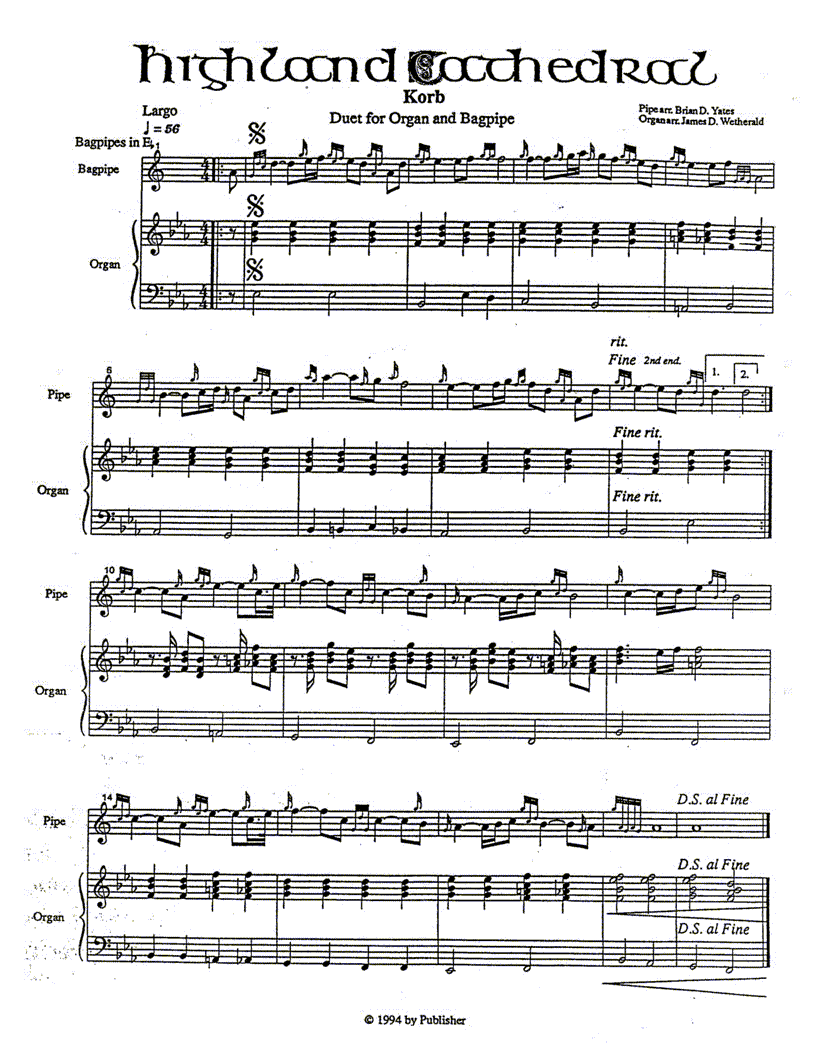 Highland Cathedral
Korb
Duet for Organ and Bagpipe
Largo
♩ = 56
Pipe arr. Brian D. Yates
Organ arr. James D. Wetherald
Bagpipes in E♭
1
Bagpipe
Organ
rit.
Fine 2nd end.
1. 2.
6
Pipe
Fine rit.
Organ
Fine rit.
10
Pipe
Organ
14
D.S. al Fine
Pipe
D.S. al Fine
Organ
D.S. al Fine
© 1994 by Publisher